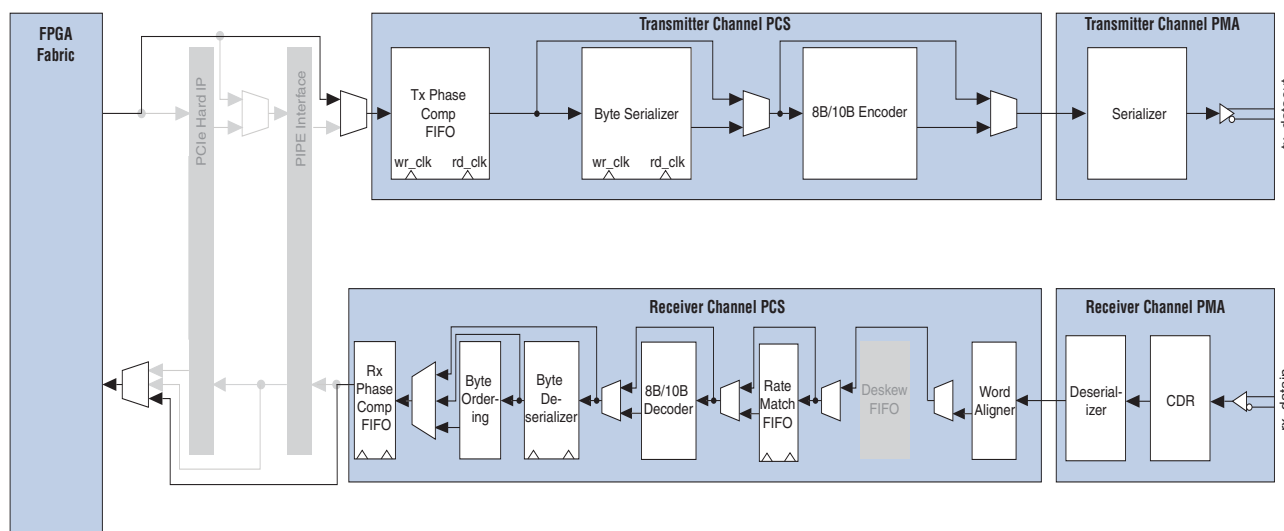 FPGA
Fabric
Transmitter Channel PCS
Transmitter Channel PMA
PCIe Hard IP
PIPE Interface
Tx Phase
Comp
FIFO
wr_clk
rd_clk
Byte Serializer
wr_clk
rd_clk
8B/10B Encoder
Serializer
Receiver Channel PCS
Receiver Channel PMA
Rx
Phase
Comp
FIFO
Byte
Order-
ing
Byte
De-
serializer
8B/10B
Decoder
Rate
Match
FIFO
Deskew
FIFO
Word
Aligner
Deserial-
izer
CDR